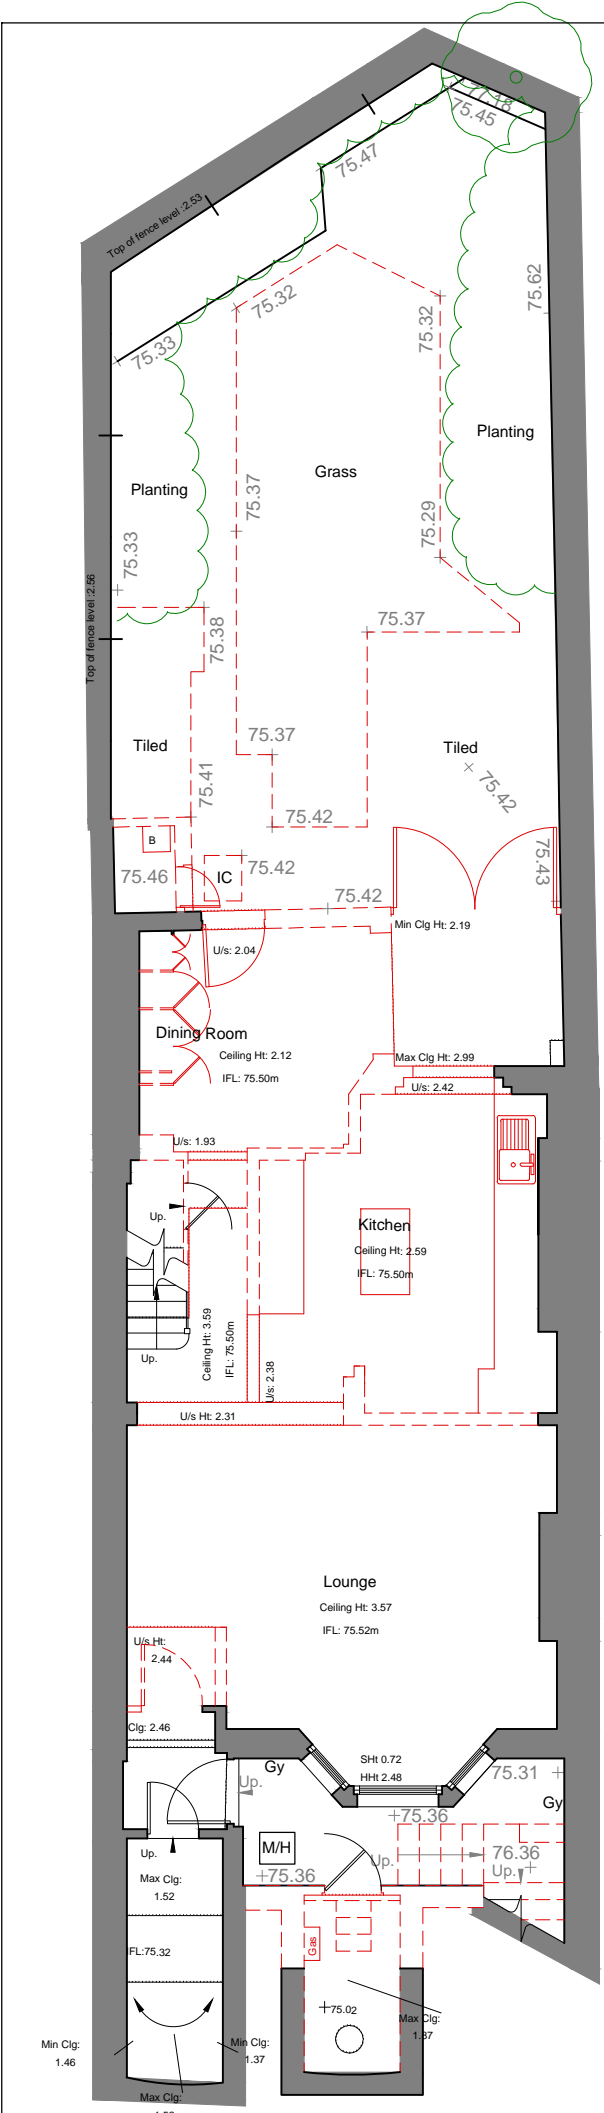 77.18
75.45
75.47
Top of fence level :2.53
75.62
75.32
75.32
75.33
Planting
Grass
Planting
75.37
75.29
75.33
Top of fence level :2.56
75.38
75.37
Tiled
75.37
Tiled
75.41
75.42
75.42
B
75.46
IC
75.42
75.43
75.42
Min Clg Ht: 2.19
U/s: 2.04
Dining Room
Ceiling Ht: 2.12
IFL: 75.50m
Max Clg Ht: 2.99
U/s: 2.42
U/s: 1.93
Up.
Kitchen
Ceiling Ht: 2.59
IFL: 75.50m
Ceiling Ht: 3.59
IFL: 75.50m
Up.
U/s: 2.38
U/s Ht: 2.31
Lounge
Ceiling Ht: 3.57
IFL: 75.52m
U/s Ht:
2.44
Clg: 2.46
SHt 0.72
HHt 2.48
Gy
75.31
Up.
Gy
75.36
M/H
75.36
Up.
76.36
Up.
Up.
Max Clg:
1.52
IFL:75.32
Gas
75.02
Max Clg:
1.87
Min Clg:
1.46
Min Clg:
1.37
Max Clg: